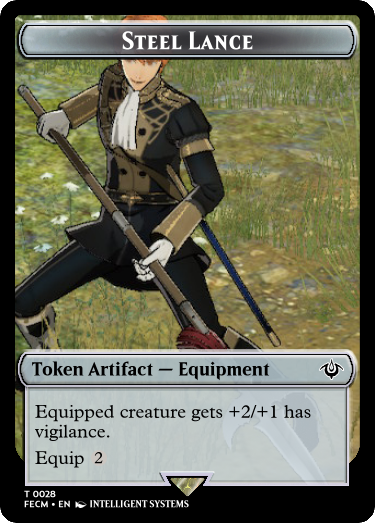 Steel Lance
Token Artifact — Equipment
Equipped creature gets +2/+1 has
vigilance.
Equip 2
T 0028
FECM • EN Intelligent Systems